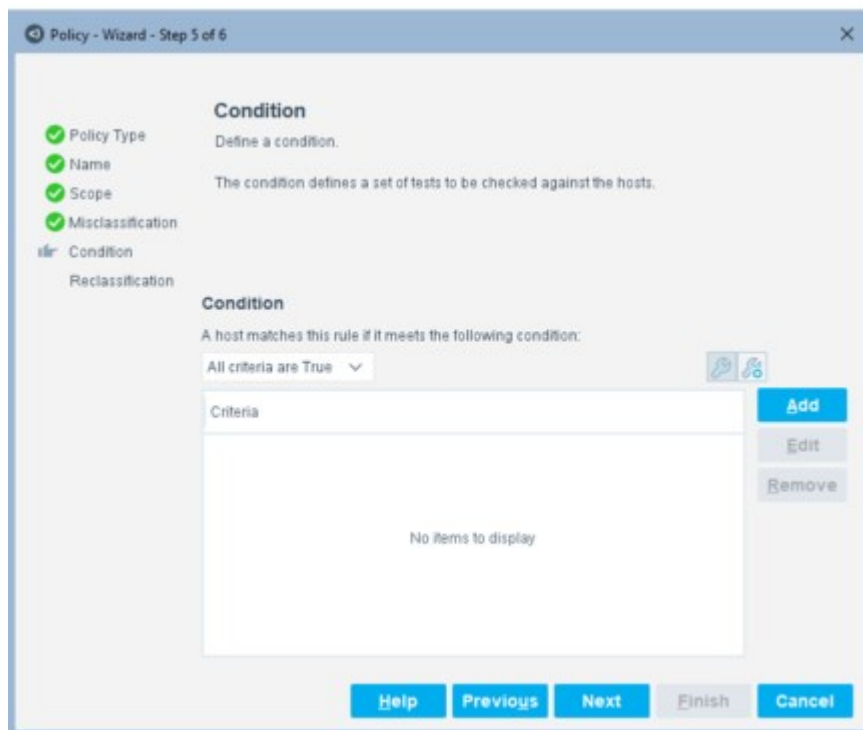 Policy - Wizard - Step 5 of 6
Policy Type
Name
Scope
Misclassification
Condition
Reclassification
Condition
Define a condition.
The condition defines a set of tests to be checked against the hosts.
Condition
A host matches this rule if it meets the following condition:
All criteria are True
Criteria
Add
Edit
Remove
No items to display
Help Previous Next Finish Cancel